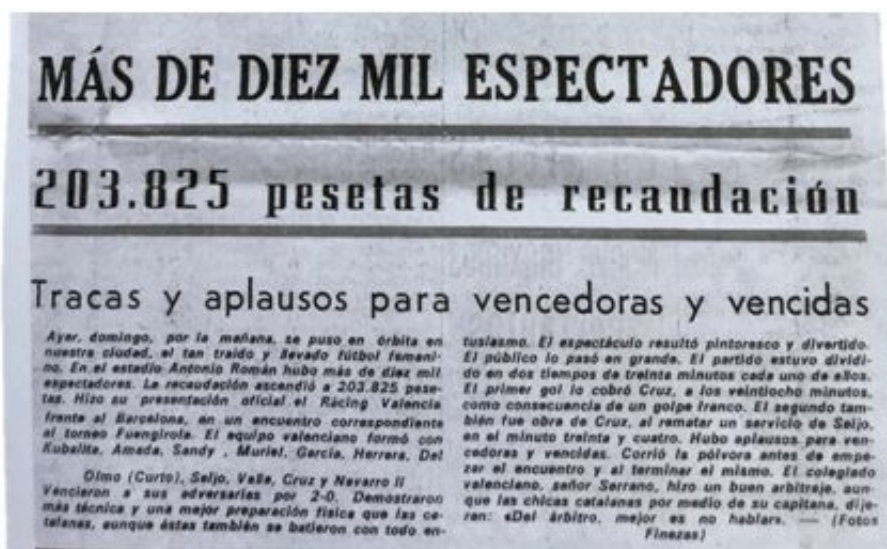 MÁS DE DIEZ MIL ESPECTADORES
203.825 pesetas de recaudación
Tracas y aplausos para vencedoras y vencidas
Ayer, domingo, por la mañana, se puso en órbita en
nuestra ciudad, el tan traído y llevado fútbol femeni-
no. En el estadio Antonio Román hubo más de diez mil
espectadores. La recaudación ascendió a 203.825 pese-
tas. Hizo su presentación oficial el Rácing Valencia
frente al Barcelona, en un encuentro correspondiente
al torneo Fuengirola. El equipo valenciano formó con
Kubalita, Amada, Sandy, Muriel, García, Herrera, Del
Olmo (Curto), Seijo, Valle, Cruz y Navarro II
Vencieron a sus adversarias por 2-0. Demostraron
más técnica y una mejor preparación física que las ca-
talanas, aunque éstas también se batieron con todo en-
tusiasmo. El espectáculo resultó pintoresco y divertido.
El público lo pasó en grande. El partido estuvo dividi-
do en dos tiempos de treinta minutos cada uno de ellos.
El primer gol lo cobró Cruz, a los veintiocho minutos,
como consecuencia de un golpe franco. El segundo tam-
bién fue obra de Cruz, al rematar un servicio de Seijo,
en el minuto treinta y cuatro. Hubo aplausos para ven-
cedoras y vencidas. Corrió la pólvora antes de empe-
zar el encuentro y al terminar el mismo. El colegiado
valenciano, señor Serrano, hizo un buen arbitraje, aun-
que las chicas catalanas por medio de su capitana, dije-
ran: «Del árbitro, mejor es no hablar». — (Fotos
Finezas)